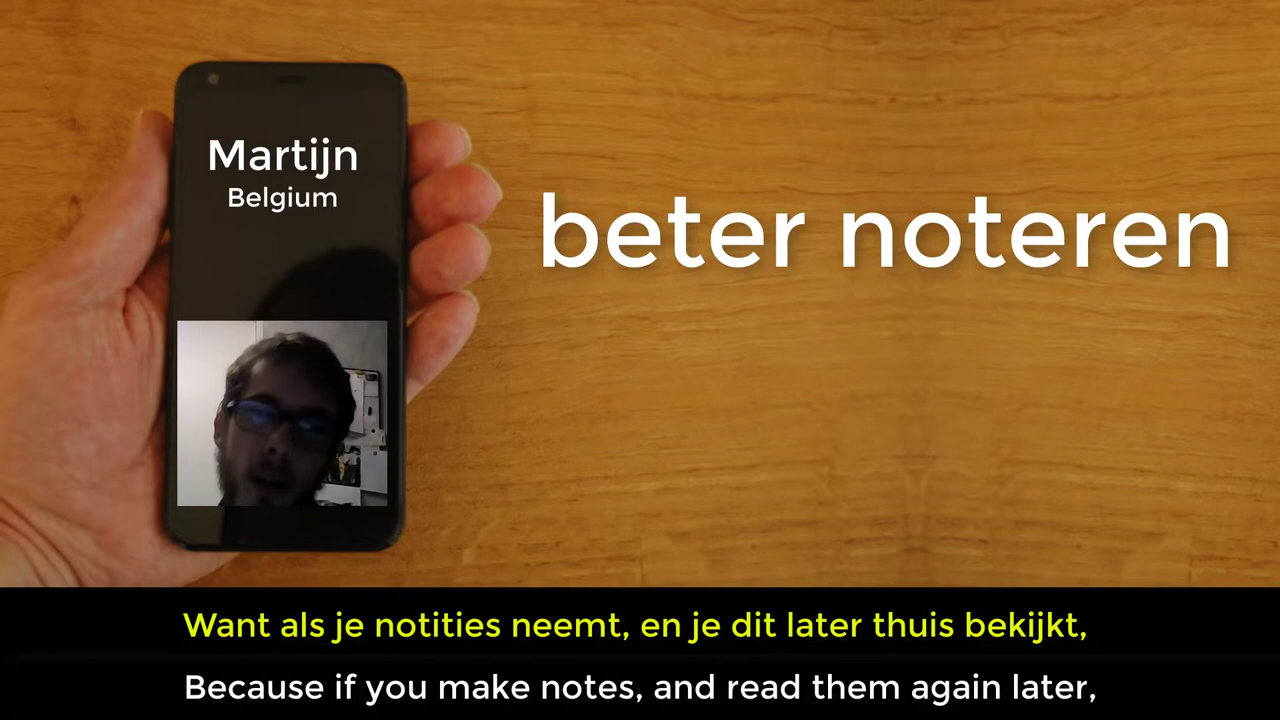 Martijn
Belgium
beter noteren
Want als je notities neemt, en je dit later thuis bekijkt,
Because if you make notes, and read them again later,